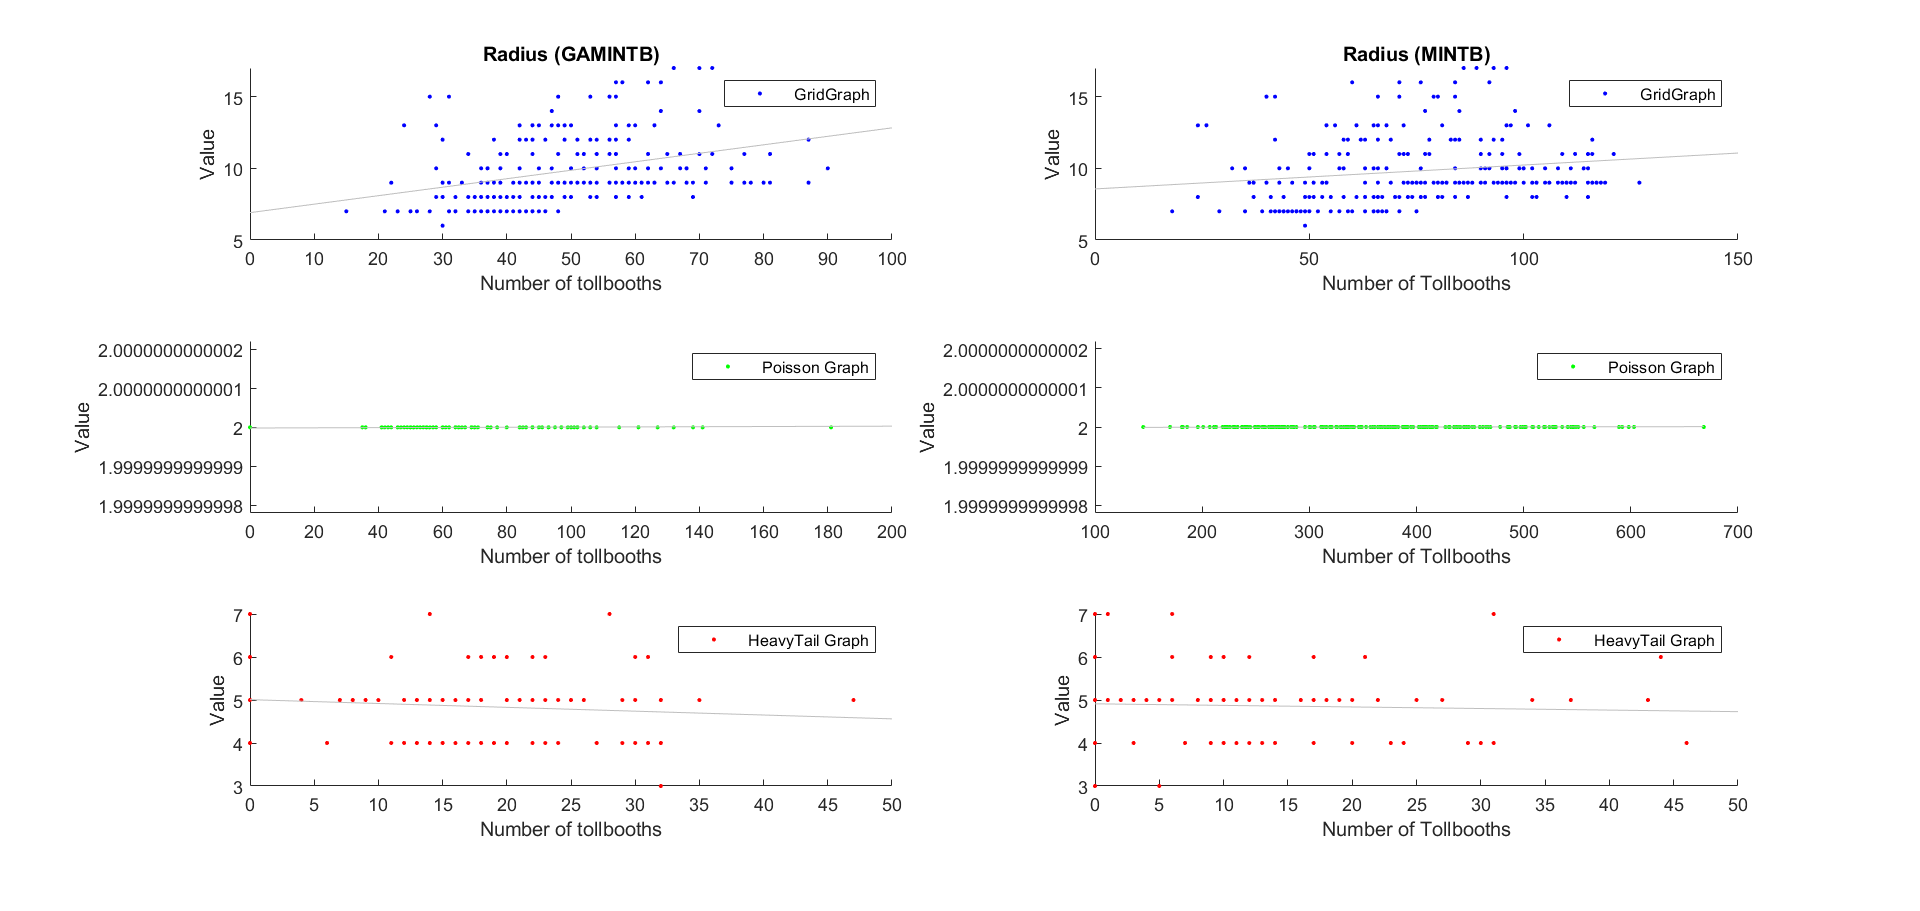 Radius (GAMINTB)
GridGraph
Value
15
10
5
0 10 20 30 40 50 60 70 80 90 100
Number of tollbooths
Radius (MINTB)
GridGraph
Value
15
10
5
0 50 100 150
Number of Tollbooths
2.0000000000002
2.0000000000001
2
1.9999999999999
1.9999999999998
Value
Poisson Graph
0 20 40 60 80 100 120 140 160 180 200
Number of tollbooths
2.0000000000002
2.0000000000001
2
1.9999999999999
1.9999999999998
Value
Poisson Graph
100 200 300 400 500 600 700
Number of Tollbooths
7
6
5
4
3
Value
HeavyTail Graph
0 5 10 15 20 25 30 35 40 45 50
Number of tollbooths
7
6
5
4
3
Value
HeavyTail Graph
0 5 10 15 20 25 30 35 40 45 50
Number of Tollbooths